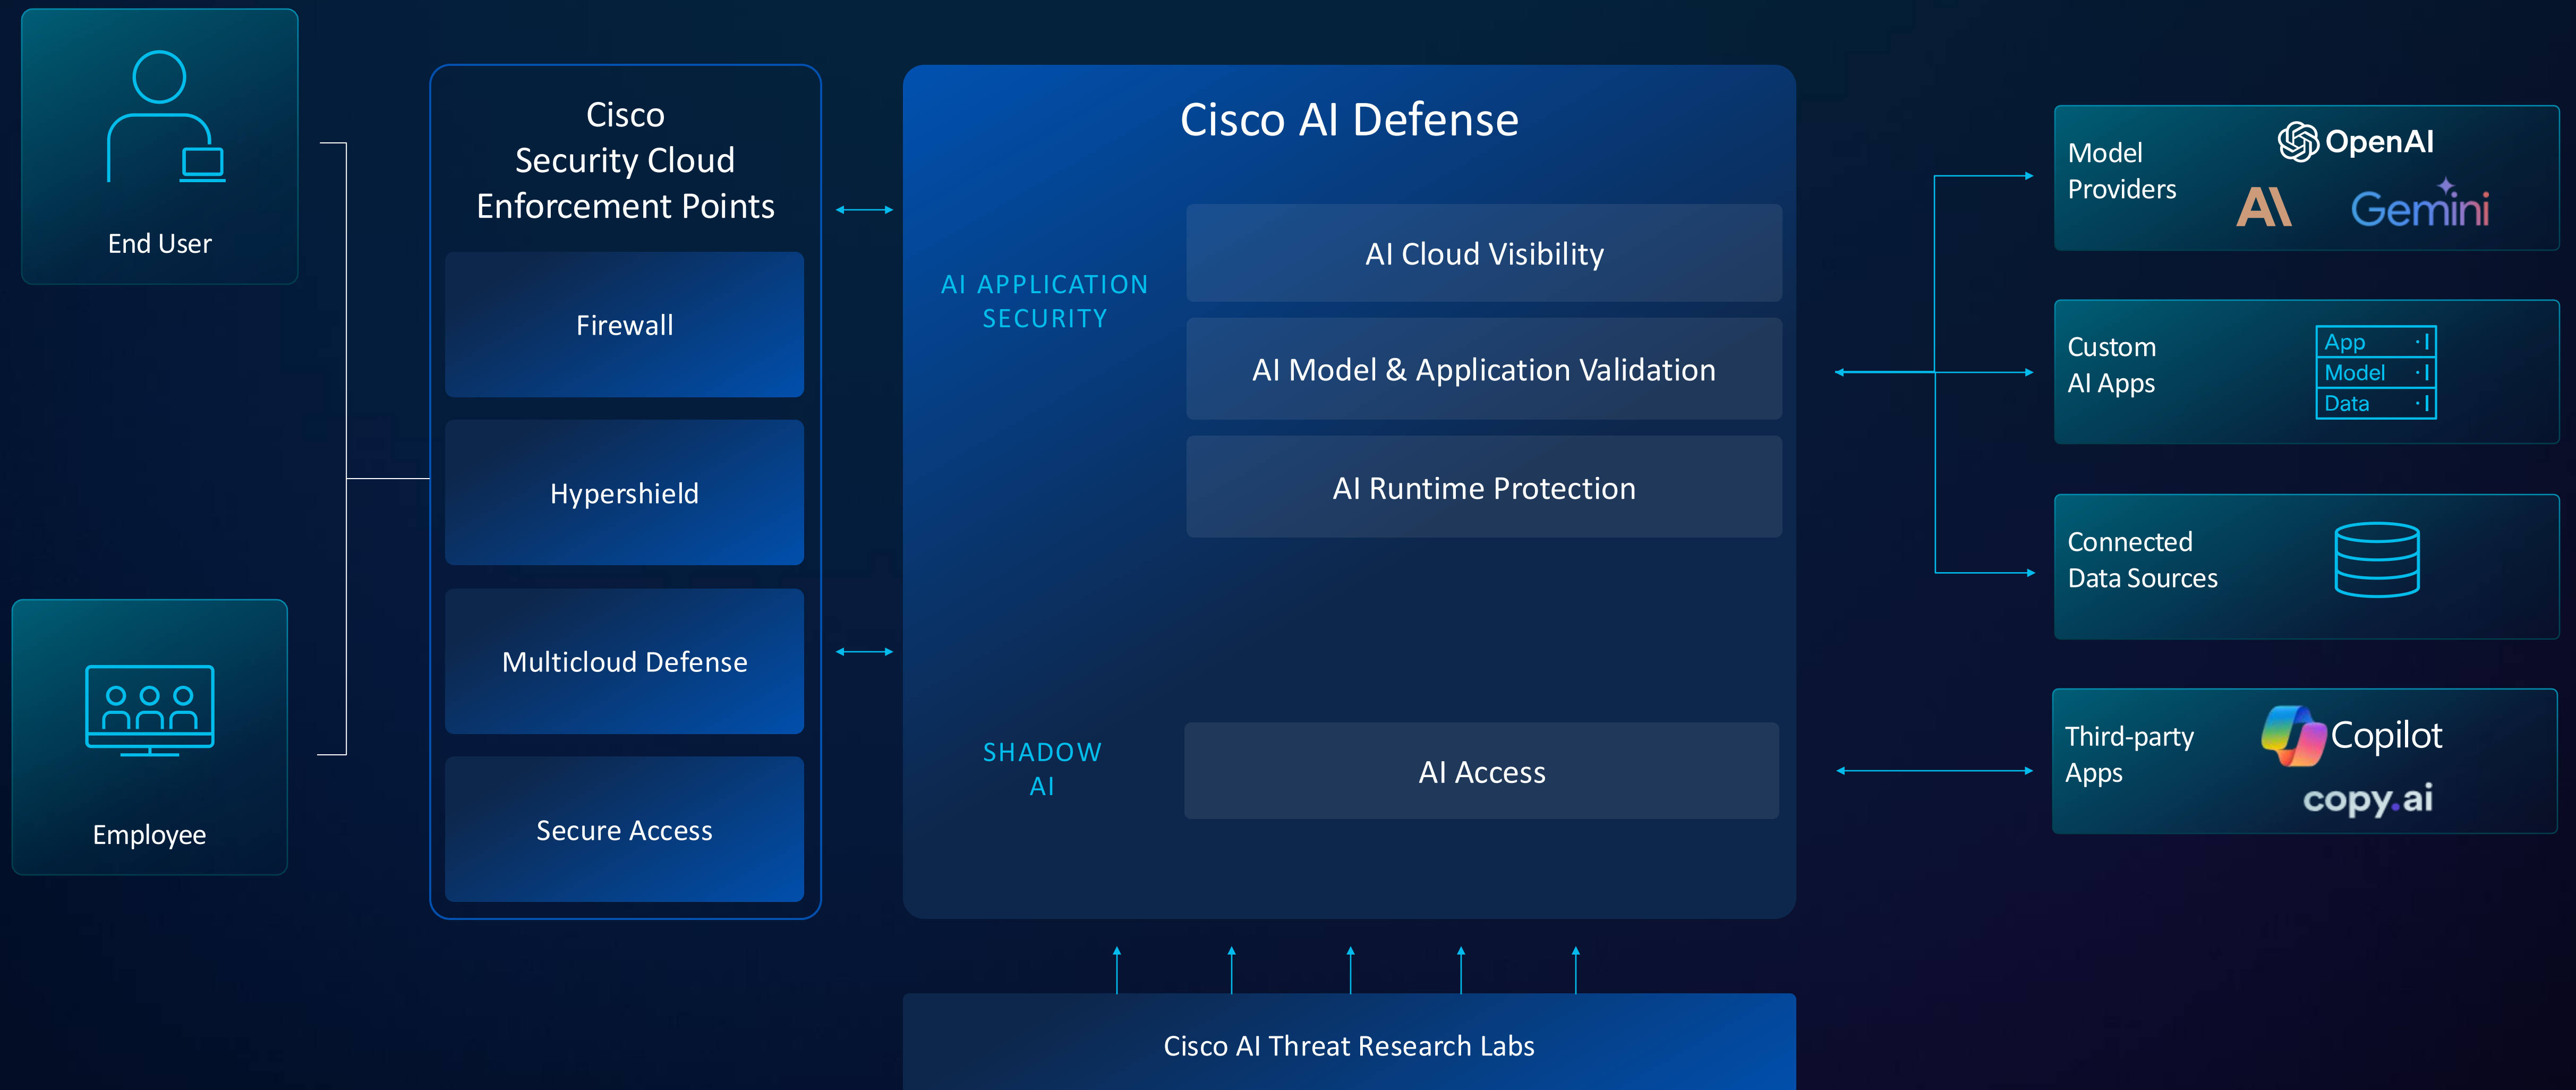 End User
Employee
Cisco
Security Cloud
Enforcement Points
Firewall
Hypershield
Multicloud Defense
Secure Access
Cisco AI Defense
AI APPLICATION
SECURITY
AI Cloud Visibility
AI Model & Application Validation
AI Runtime Protection
SHADOW
AI
AI Access
Cisco AI Threat Research Labs
Model
Providers
OpenAI
A\
Gemini
Custom
AI Apps
App
Model
Data
Connected
Data Sources
Third-party
Apps
Copilot
copy.ai